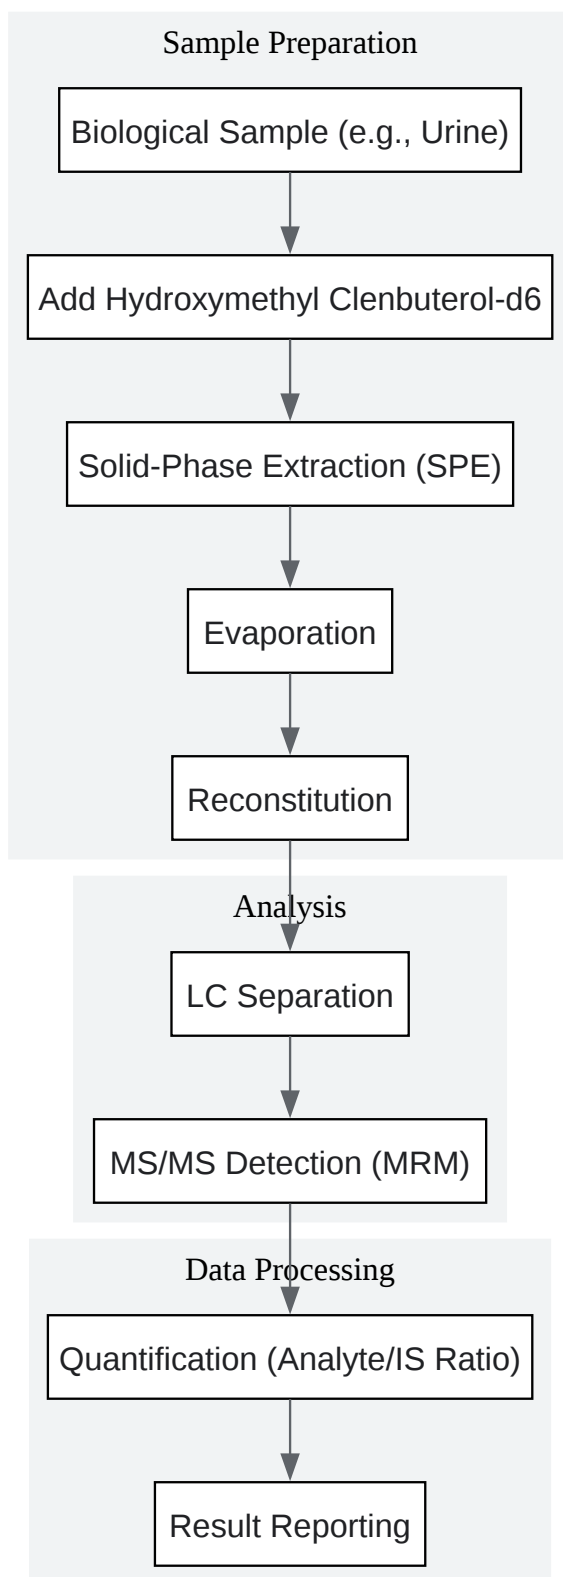 Sample Preparation
Biological Sample (e.g., Urine)
Add Hydroxymethyl Clenbuterol-d6
Solid-Phase Extraction (SPE)
Evaporation
Reconstitution
Analysis
LC Separation
MS/MS Detection (MRM)
Data Processing
Quantification (Analyte/IS Ratio)
Result Reporting